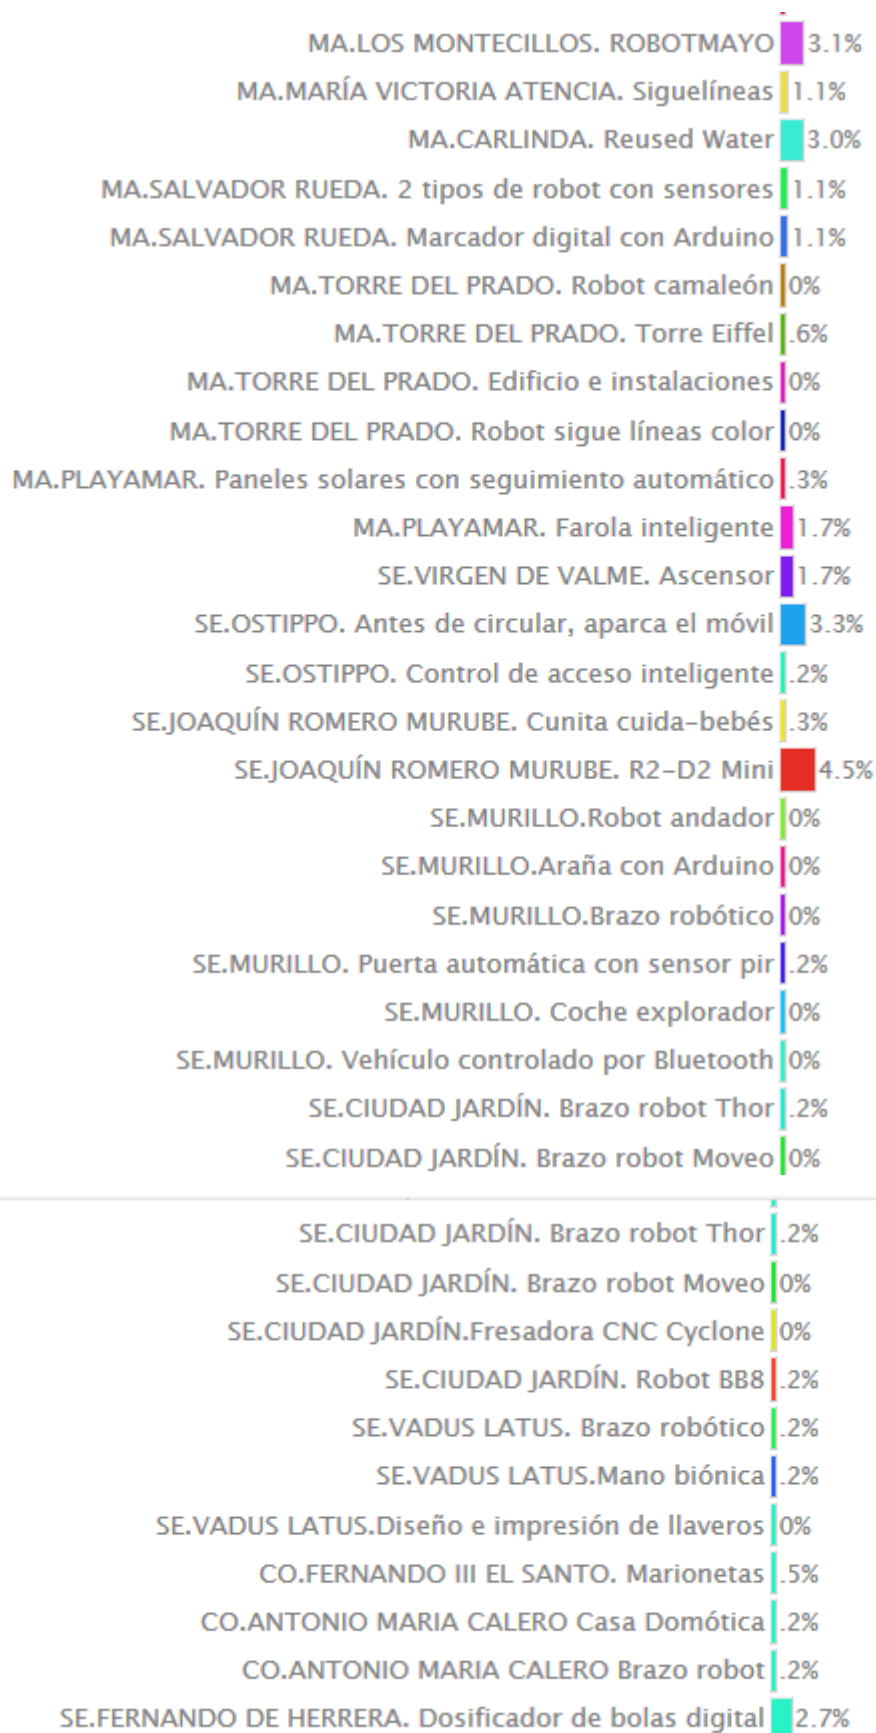 MA.LOS MONTECILLOS. ROBOTMAYO 3.1%
MA.MARÍA VICTORIA ATENCIA. Siguelíneas 1.1%
MA.CARLINDA. Reused Water 3.0%
MA.SALVADOR RUEDA. 2 tipos de robot con sensores 1.1%
MA.SALVADOR RUEDA. Marcador digital con Arduino 1.1%
MA.TORRE DEL PRADO. Robot camaleón 0%
MA.TORRE DEL PRADO. Torre Eiffel .6%
MA.TORRE DEL PRADO. Edificio e instalaciones 0%
MA.TORRE DEL PRADO. Robot sigue líneas color 0%
MA.PLAYAMAR. Paneles solares con seguimiento automático .3%
MA.PLAYAMAR. Farola inteligente 1.7%
SE.VIRGEN DE VALME. Ascensor 1.7%
SE.OSTIPPO. Antes de circular, aparca el móvil 3.3%
SE.OSTIPPO. Control de acceso inteligente .2%
SE.JOAQUÍN ROMERO MURUBE. Cunita cuida-bebés .3%
SE.JOAQUÍN ROMERO MURUBE. R2-D2 Mini 4.5%
SE.MURILLO.Robot andador 0%
SE.MURILLO.Araña con Arduino 0%
SE.MURILLO.Brazo robótico 0%
SE.MURILLO. Puerta automática con sensor pir .2%
SE.MURILLO. Coche explorador 0%
SE.MURILLO. Vehículo controlado por Bluetooth 0%
SE.CIUDAD JARDÍN. Brazo robot Thor .2%
SE.CIUDAD JARDÍN. Brazo robot Moveo 0%
SE.CIUDAD JARDÍN. Brazo robot Thor .2%
SE.CIUDAD JARDÍN. Brazo robot Moveo 0%
SE.CIUDAD JARDÍN.Fresadora CNC Cyclone 0%
SE.CIUDAD JARDÍN. Robot BB8 .2%
SE.VADUS LATUS. Brazo robótico .2%
SE.VADUS LATUS.Mano biónica .2%
SE.VADUS LATUS.Diseño e impresión de llaveros 0%
CO.FERNANDO III EL SANTO. Marionetas .5%
CO.ANTONIO MARIA CALERO Casa Domótica .2%
CO.ANTONIO MARIA CALERO Brazo robot .2%
SE.FERNANDO DE HERRERA. Dosificador de bolas digital 2.7%